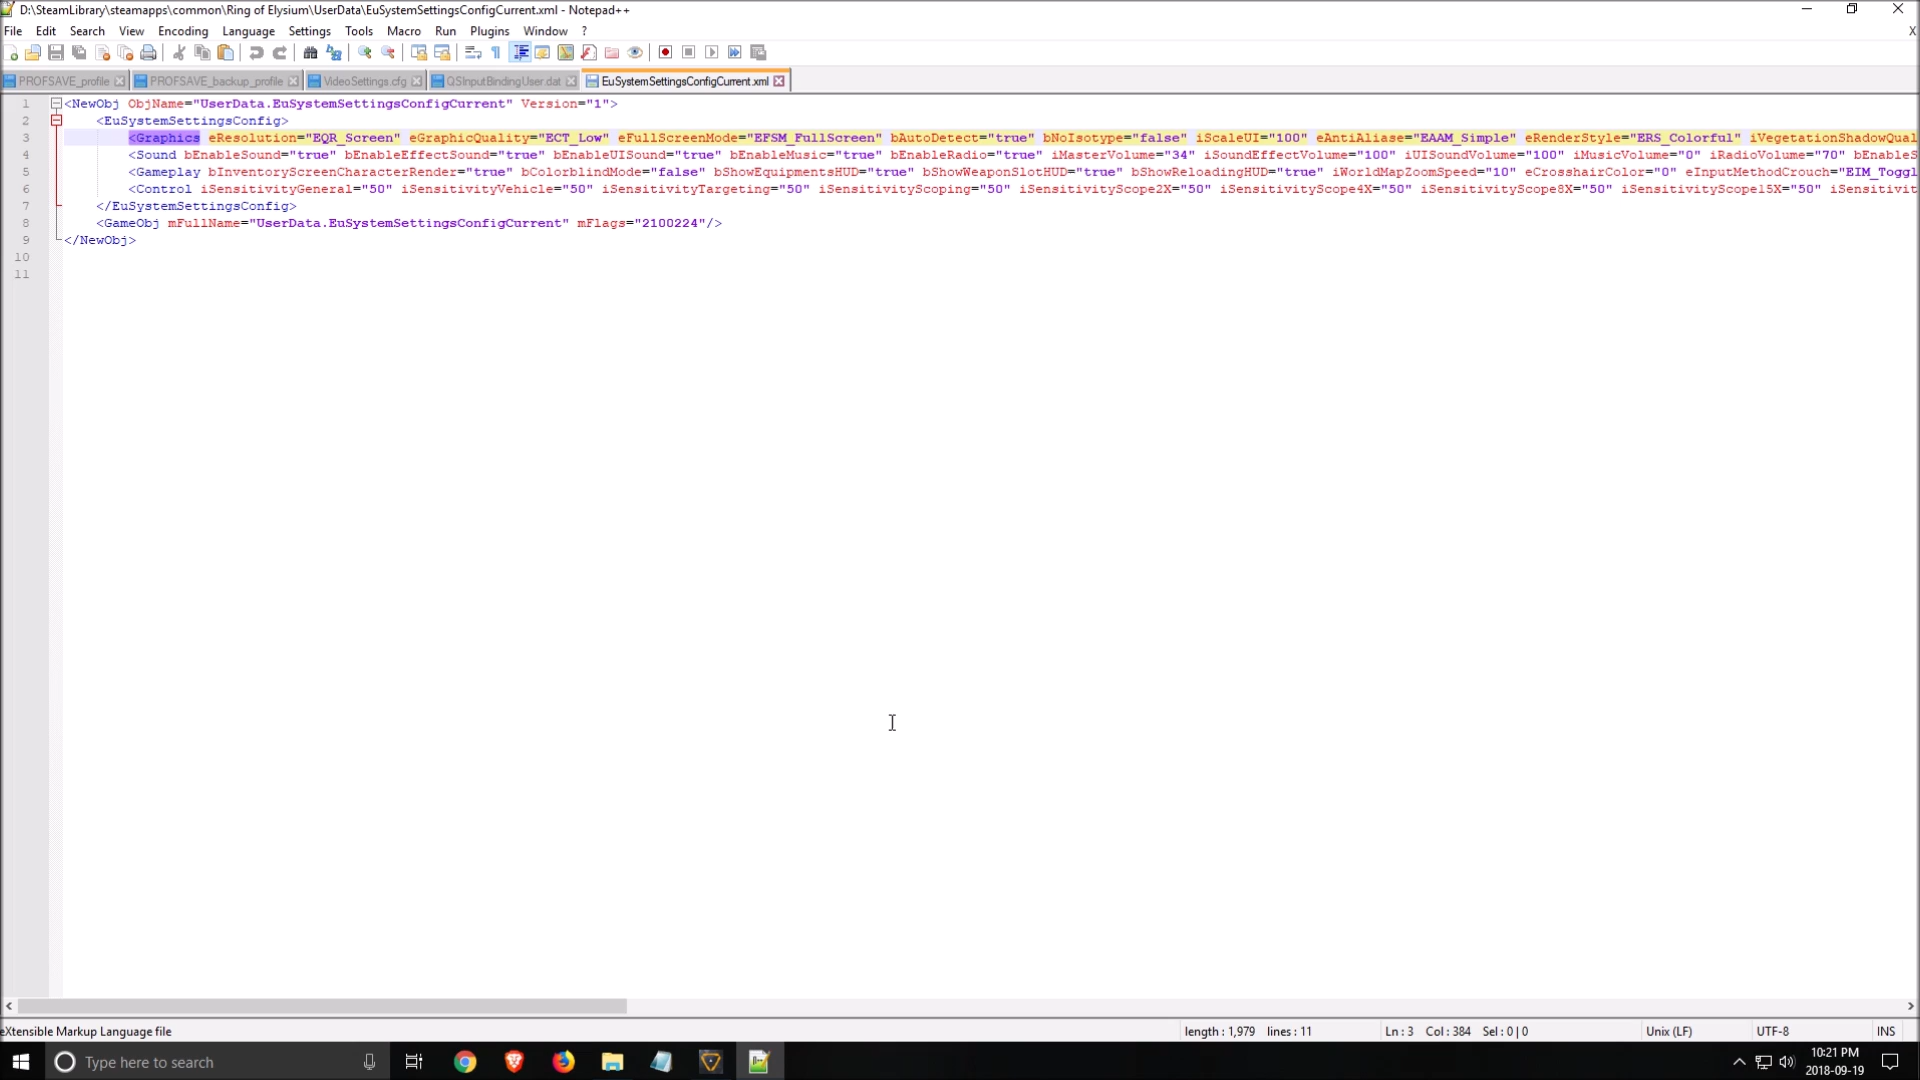 D:\SteamLibrary\steamapps\common\Ring of Elysium\UserData\EuSystemSettingsConfigCurrent.xml - Notepad++
File Edit Search View Encoding Language Settings Tools Macro Run Plugins Window ? X
PROFSAVE_profile PROFSAVE_backup_profile VideoSettings.cfg QSInputBindingUser.dat EuSystemSettingsConfigCurrent.xml
1 <NewObj ObjName="UserData.EuSystemSettingsConfigCurrent" Version="1">
2 <EuSystemSettingsConfig>
3 <Graphics eResolution="EQR_Screen" eGraphicQuality="ECT_Low" eFullScreenMode="EFSM_FullScreen" bAutoDetect="true" bNoIsotype="false" iScaleUI="100" eAntiAliase="EAAM_Simple" eRenderStyle="ERS_Colorful" iVegetationShadowQual
4 <Sound bEnableSound="true" bEnableEffectSound="true" bEnableUISound="true" bEnableMusic="true" bEnableRadio="true" iMasterVolume="34" iSoundEffectVolume="100" iUISoundVolume="100" iMusicVolume="0" iRadioVolume="70" bEnableS
5 <Gameplay bInventoryScreenCharacterRender="true" bColorblindMode="false" bShowEquipmentsHUD="true" bShowWeaponSlotHUD="true" bShowReloadingHUD="true" iWorldMapZoomSpeed="10" eCrosshairColor="0" eInputMethodCrouch="EIM_Toggl
6 <Control iSensitivityGeneral="50" iSensitivityVehicle="50" iSensitivityTargeting="50" iSensitivityScoping="50" iSensitivityScope2X="50" iSensitivityScope4X="50" iSensitivityScope8X="50" iSensitivityScope15X="50" iSensitivit
7 </EuSystemSettingsConfig>
8 <GameObj mFullName="UserData.EuSystemSettingsConfigCurrent" mFlags="2100224"/>
9 </NewObj>
10
11
eXtensible Markup Language file length : 1,979 lines : 11 Ln : 3 Col : 384 Sel : 0 | 0 Unix (LF) UTF-8 INS
Type here to search 10:21 PM
2018-09-19